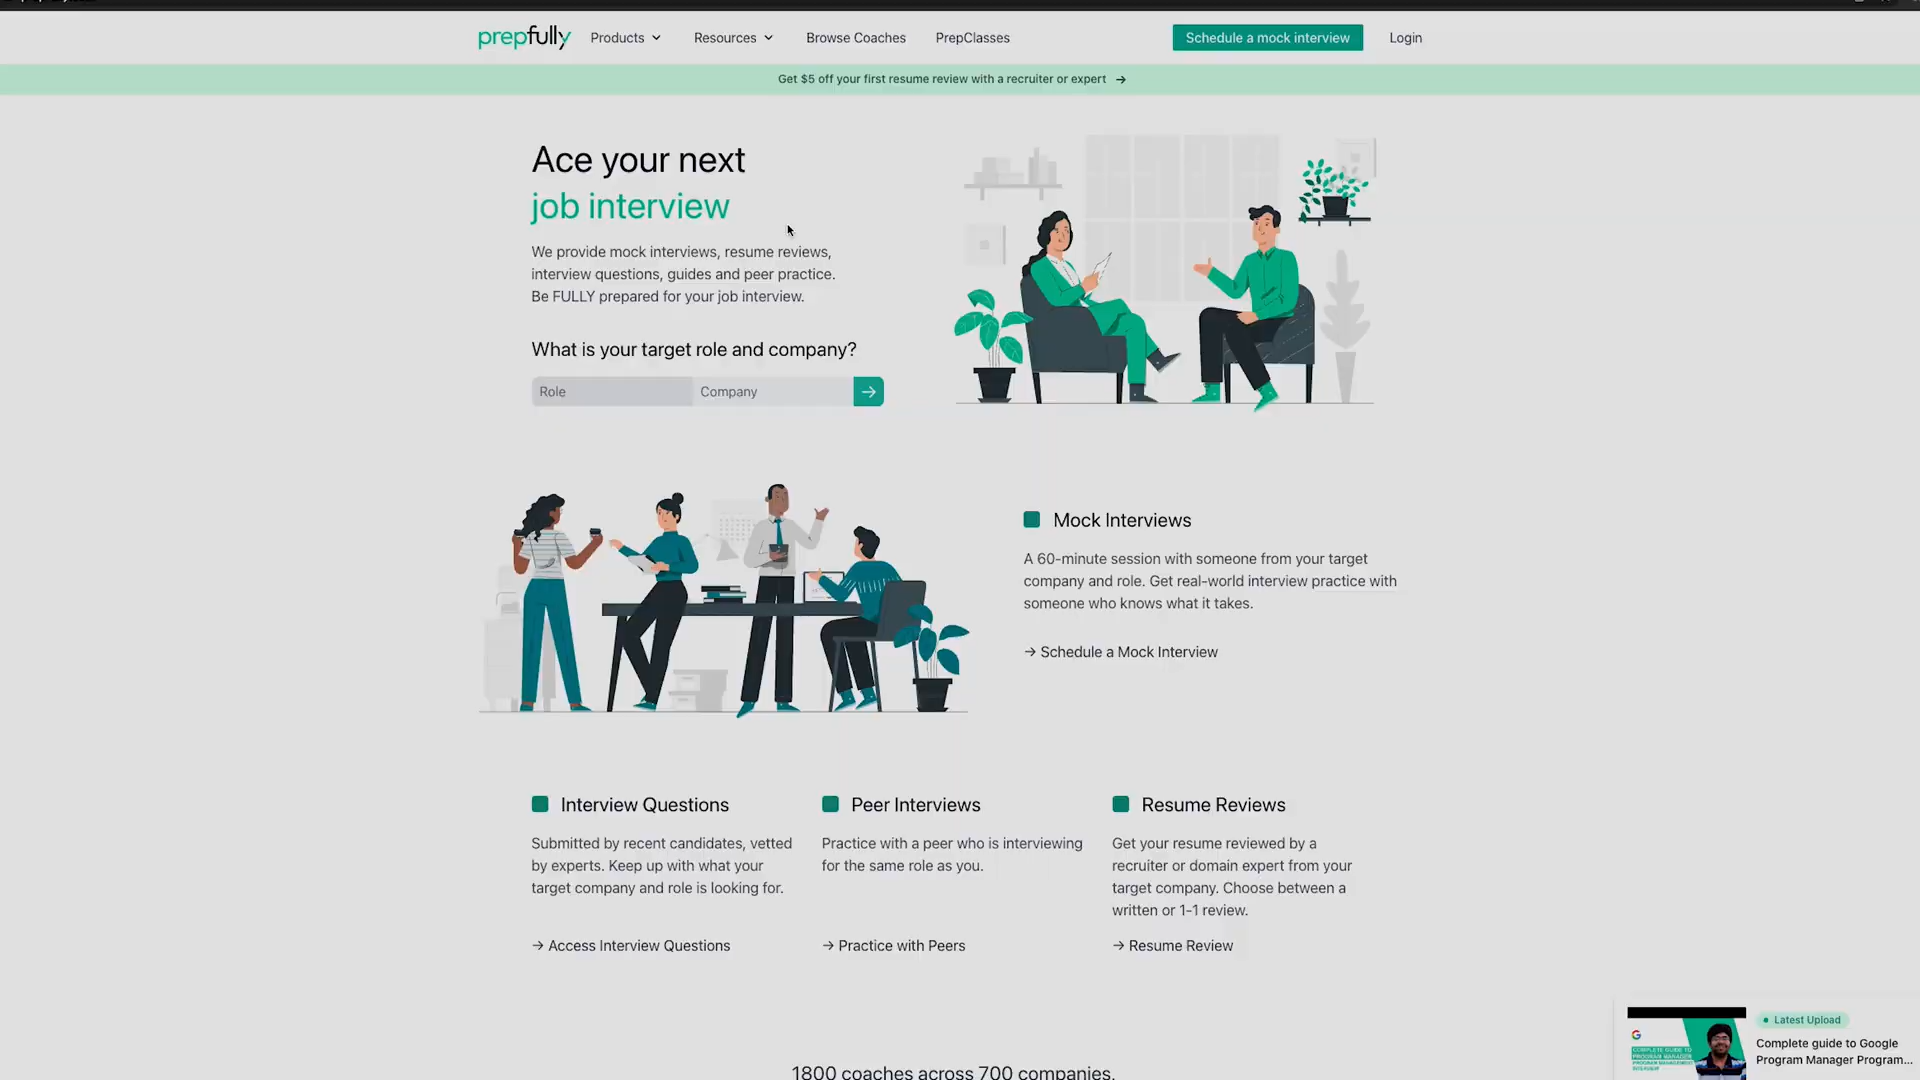 prepfully
Products
Resources
Browse Coaches
PrepClasses
Schedule a mock interview
Login
Get $5 off your first resume review with a recruiter or expert →
Ace your next
job interview
We provide mock interviews, resume reviews,
interview questions, guides and peer practice.
Be FULLY prepared for your job interview.
What is your target role and company?
Role
Company
→
Mock Interviews
A 60-minute session with someone from your target
company and role. Get real-world interview practice with
someone who knows what it takes.
→ Schedule a Mock Interview
Interview Questions
Submitted by recent candidates, vetted
by experts. Keep up with what your
target company and role is looking for.
→ Access Interview Questions
Peer Interviews
Practice with a peer who is interviewing
for the same role as you.
→ Practice with Peers
Resume Reviews
Get your resume reviewed by a
recruiter or domain expert from your
target company. Choose between a
written or 1-1 review.
→ Resume Review
G
COMPLETE GUIDE TO
PROGRAM MANAGER
INTERVIEW
Latest Upload
Complete guide to Google
Program Manager Program...
1800 coaches across 700 companies.